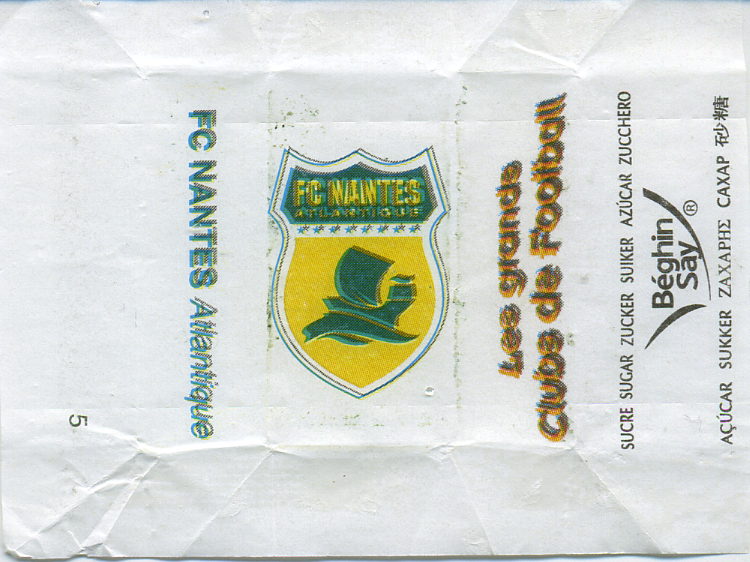 FC NANTES Atlantique
5
FC NANTES
ATLANTIQUE
Les grands
Clubs de Football
SUCRE SUGAR ZUCKER SUIKER AZÚCAR ZUCCHERO
Béghin
Say ®
AÇÚCAR SUKKER ΖΑΧΑΡΗΣ САХАР 砂糖